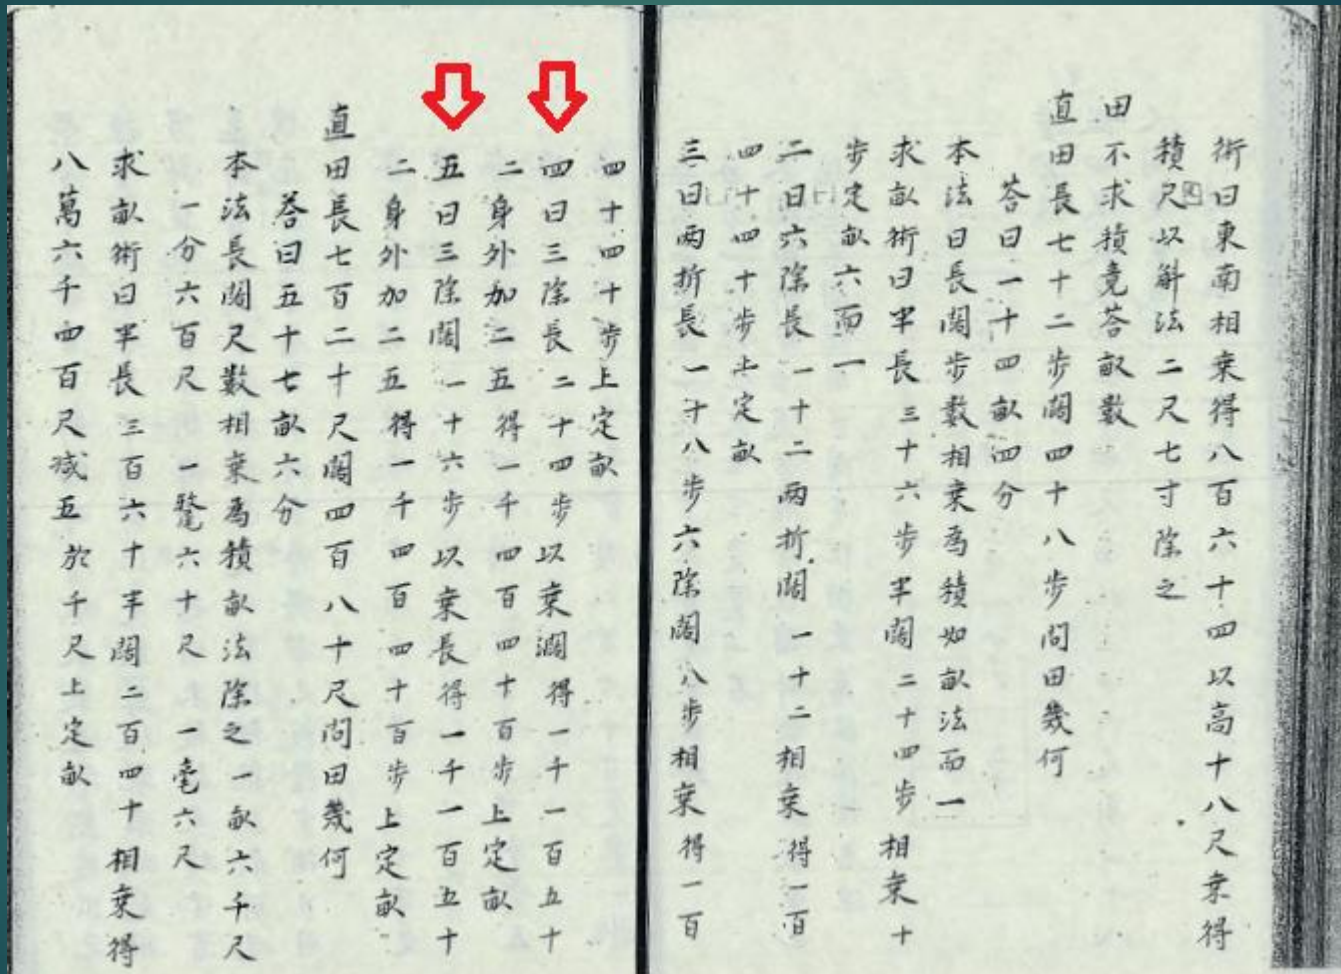 術曰東南相乘得八百六十四以高十八尺乘得
積尺以斛法二尺七寸除之
田不求積竟荅畝數
直田長七十二步闊四十八步問田幾何
荅曰一十四畝四分
本法曰長闊步數相乘為積如畝法而一
求畝術曰半長三十六步半闊二十四步相乘十
步定畝六而一
二曰六除長一十二兩折闊一十二相乘得一百
四十四十步上定畝
三曰兩折長一十八步六除闊八步相乘得一百
四十四十步上定畝
四曰三除長二十四步以乘濶得一千一百五十
二身外加二五得一千四百四十百步上定畝
五曰三除闊一十六步以乘長得一千一百五十
二身外加二五得一千四百四十百步上定畝
直田長七百二十尺闊四百八十尺問田幾何
荅曰五十七畝六分
本法長闊尺數相乘為積畝法除之一畝六千尺
一分六百尺一釐六十尺一毫六尺
求畝術曰半長三百六十半闊二百四十相乘得
八萬六千四百尺減五於千尺上定畝